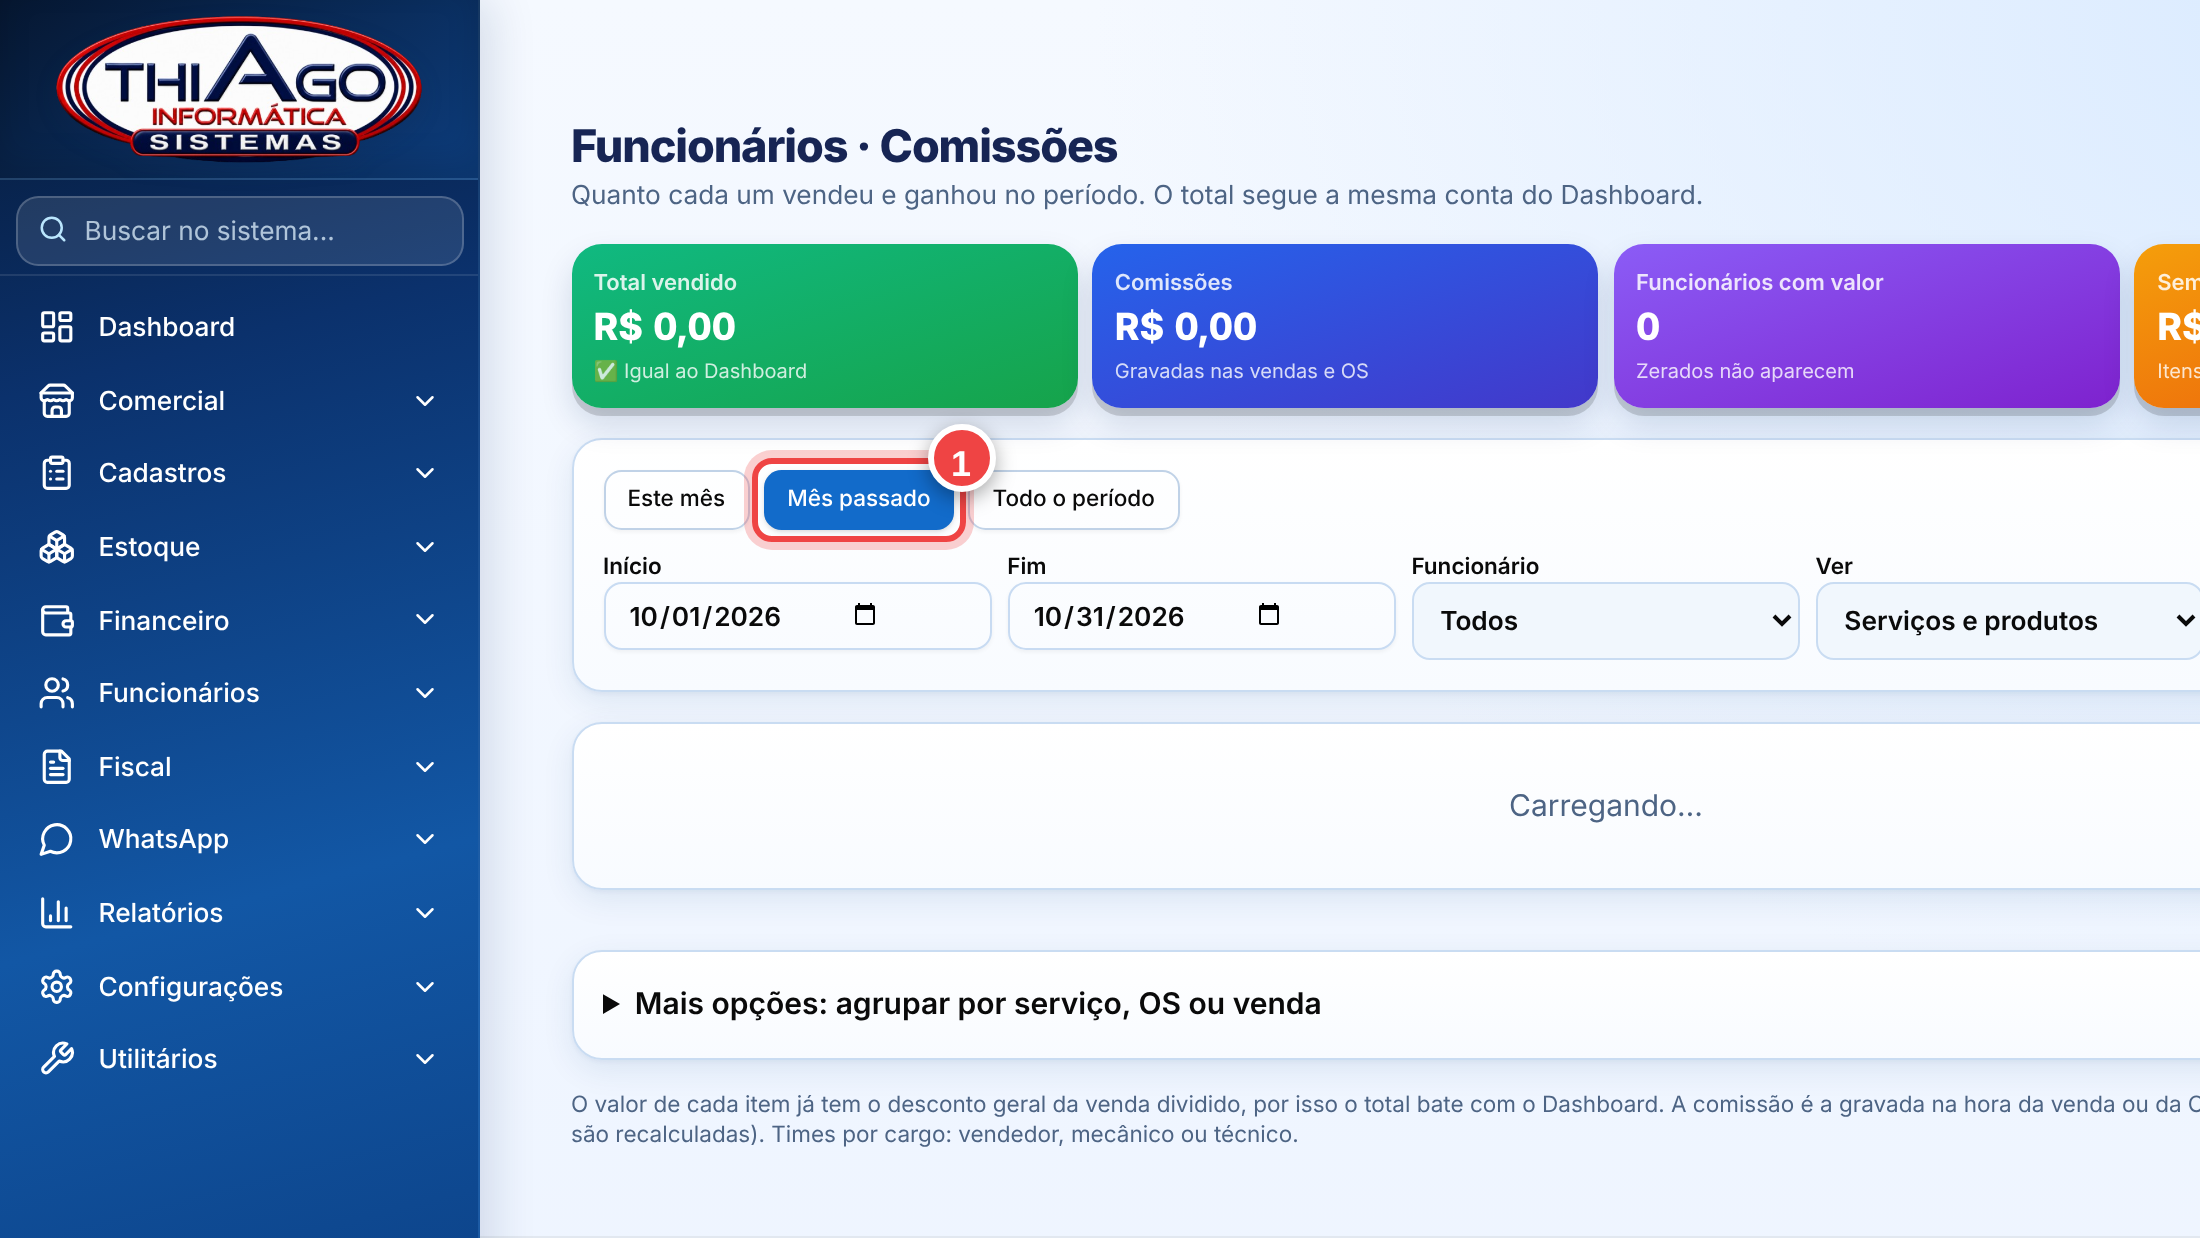 THIAGO
INFORMÁTICA
SISTEMAS
Buscar no sistema...
Dashboard
Comercial
Cadastros
Estoque
Financeiro
Funcionários
Fiscal
WhatsApp
Relatórios
Configurações
Utilitários
Funcionários · Comissões
Quanto cada um vendeu e ganhou no período. O total segue a mesma conta do Dashboard.
Total vendido
R$ 0,00
✅ Igual ao Dashboard
Comissões
R$ 0,00
Gravadas nas vendas e OS
Funcionários com valor
0
Zerados não aparecem
Sem
R$
Itens
1
Este mês
Mês passado
Todo o período
Início
Fim
Funcionário
Ver
10/01/2026
10/31/2026
Todos
Serviços e produtos
Carregando...
Mais opções: agrupar por serviço, OS ou venda
O valor de cada item já tem o desconto geral da venda dividido, por isso o total bate com o Dashboard. A comissão é a gravada na hora da venda ou da
são recalculadas). Times por cargo: vendedor, mecânico ou técnico.